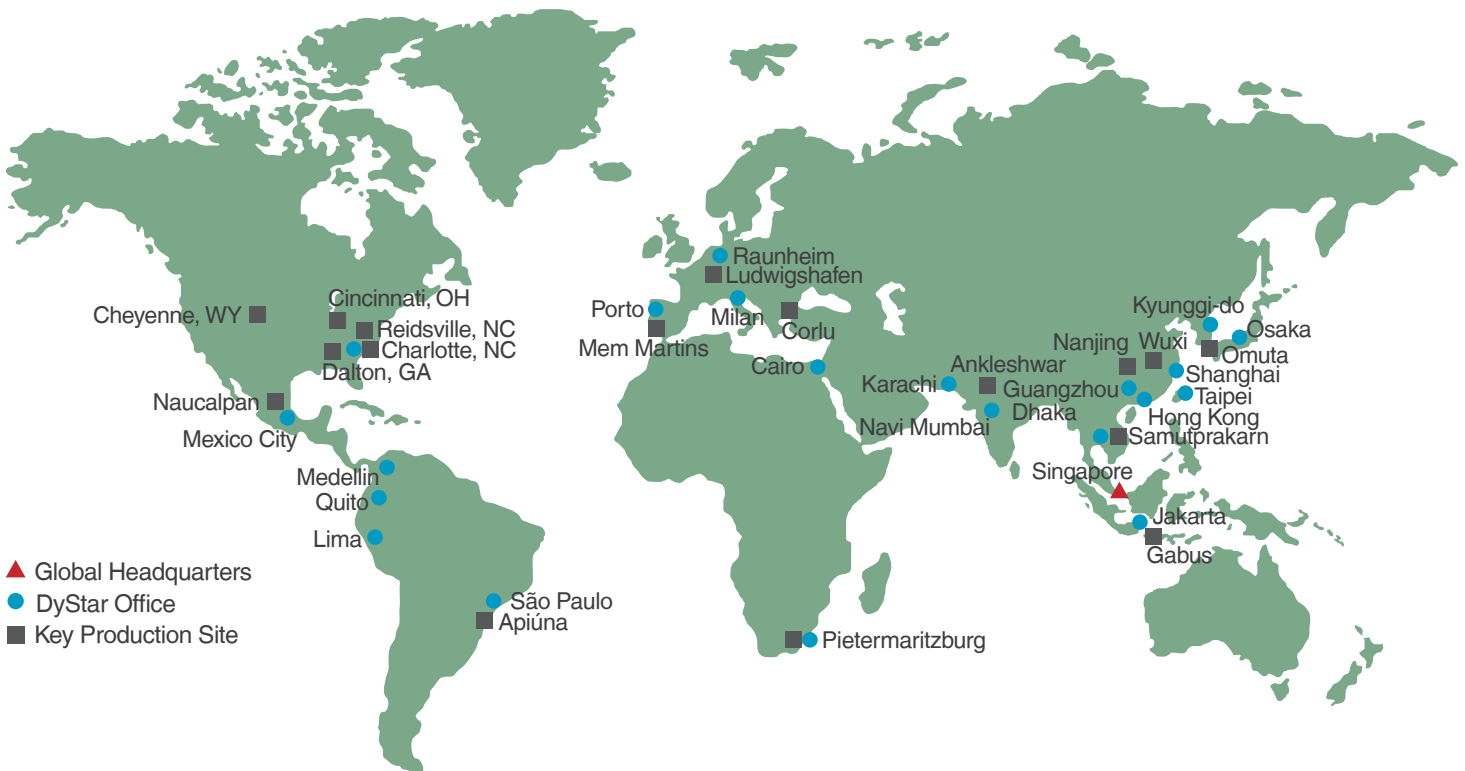 Raunheim
Ludwigshafen
Cincinnati, OH
Kyunggi-do
Cheyenne, WY
Porto
Milan
Corlu
Reidsville, NC
Osaka
Nanjing
Wuxi
Mem Martins
Charlotte, NC
Omuta
Dalton, GA
Cairo
Ankleshwar
Shanghai
Karachi
Guangzhou
Taipei
Naucalpan
Dhaka
Hong Kong
Navi Mumbai
Mexico City
Samutprakarn
Medellin
Singapore
Quito
Jakarta
Lima
Gabus
Global Headquarters
DyStar Office
São Paulo
Apiúna
Key Production Site
Pietermaritzburg